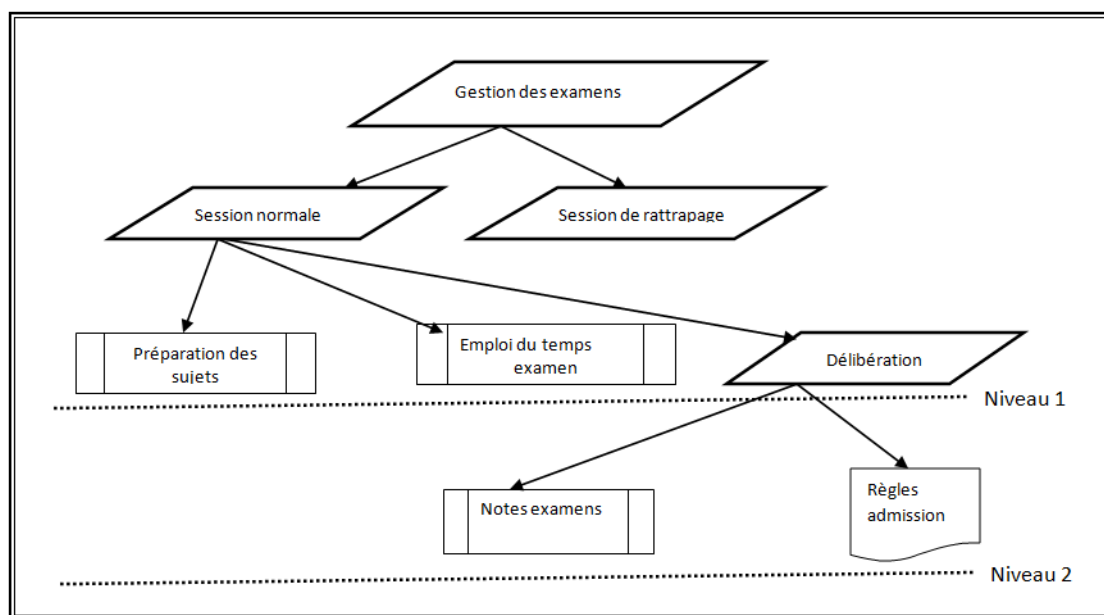 Gestion des examens
Session normale
Session de rattrapage
Préparation des
sujets
Emploi du temps
examen
Délibération
Niveau 1
Notes examens
Règles
admission
Niveau 2